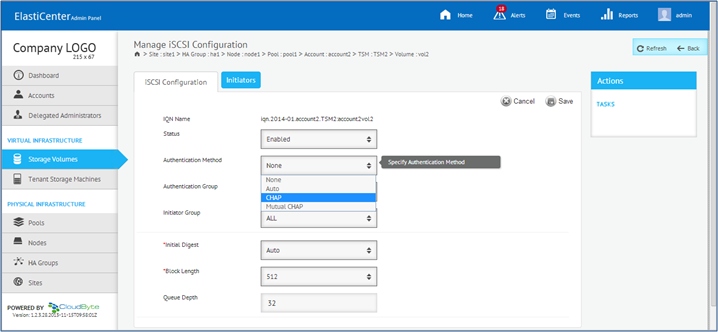 ElastiCenter Admin Panel
Home
18
Alerts
Events
Reports
admin
Company LOGO
215 x 67
Manage iSCSI Configuration
> Site : site1 > HA Group : ha1 > Node : node1 > Pool : pool1 > Account : account2 > TSM : TSM2 > Volume : vol2
Refresh
Back
Dashboard
Accounts
Delegated Administrators
VIRTUAL INFRASTRUCTURE
Storage Volumes
Tenant Storage Machines
PHYSICAL INFRASTRUCTURE
Pools
Nodes
HA Groups
Sites
POWERED BY CloudByte
Version: 1.2.3.28.2013-11-13T09:58:01Z
iSCSI Configuration
Initiators
Cancel
Save
IQN Name iqn.2014-01.account2.TSM2:account2vol2
Status Enabled
Authentication Method None
Specify Authentication Method
None
Auto
CHAP
Mutual CHAP
Authentication Group
Initiator Group ALL
*Initial Digest Auto
*Block Length 512
Queue Depth 32
Actions
TASKS